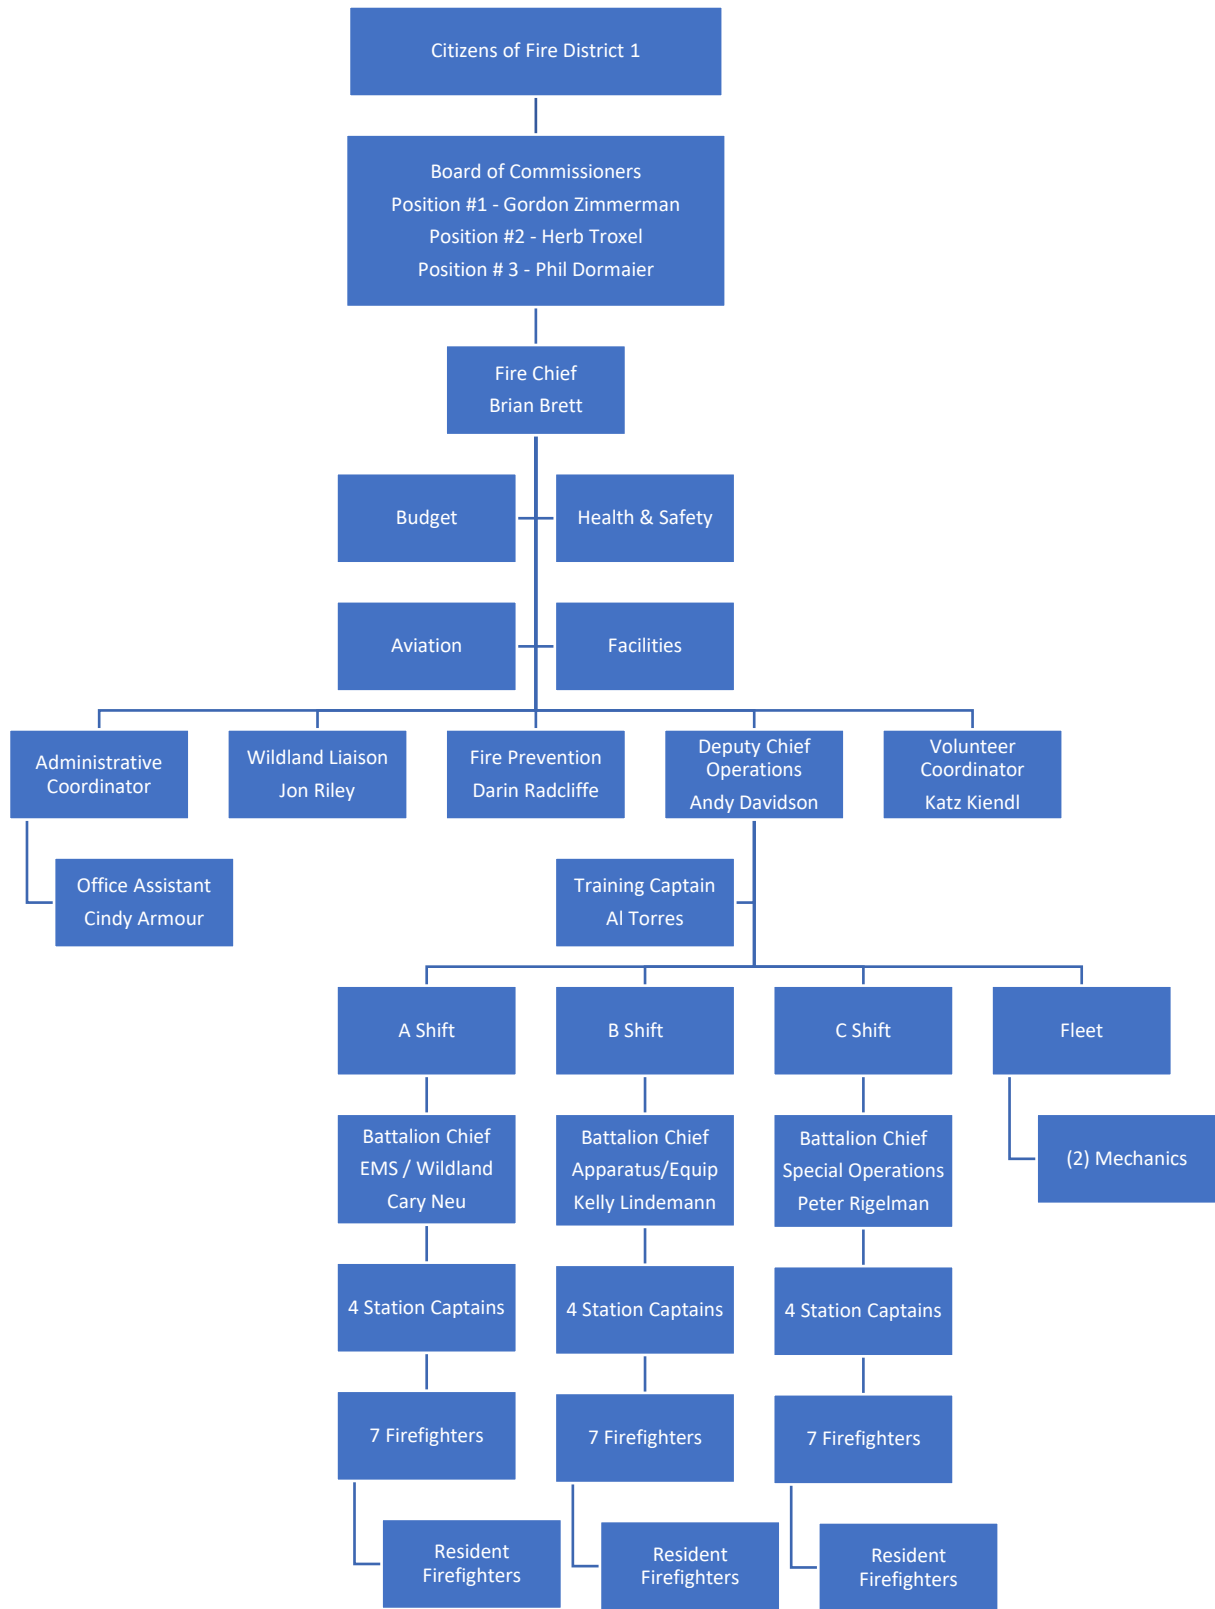 Citizens of Fire District 1
Board of Commissioners
Position #1 - Gordon Zimmerman
Position #2 - Herb Troxel
Position # 3 - Phil Dormaier
Fire Chief
Brian Brett
Budget
Health & Safety
Aviation
Facilities
Administrative
Coordinator
Wildland Liaison
Jon Riley
Fire Prevention
Darin Radcliffe
Deputy Chief
Operations
Andy Davidson
Volunteer
Coordinator
Katz Kiendl
Office Assistant
Cindy Armour
Training Captain
Al Torres
A Shift
B Shift
C Shift
Fleet
Battalion Chief
EMS / Wildland
Cary Neu
Battalion Chief
Apparatus/Equip
Kelly Lindemann
Battalion Chief
Special Operations
Peter Rigelman
(2) Mechanics
4 Station Captains
4 Station Captains
4 Station Captains
7 Firefighters
7 Firefighters
7 Firefighters
Resident
Firefighters
Resident
Firefighters
Resident
Firefighters